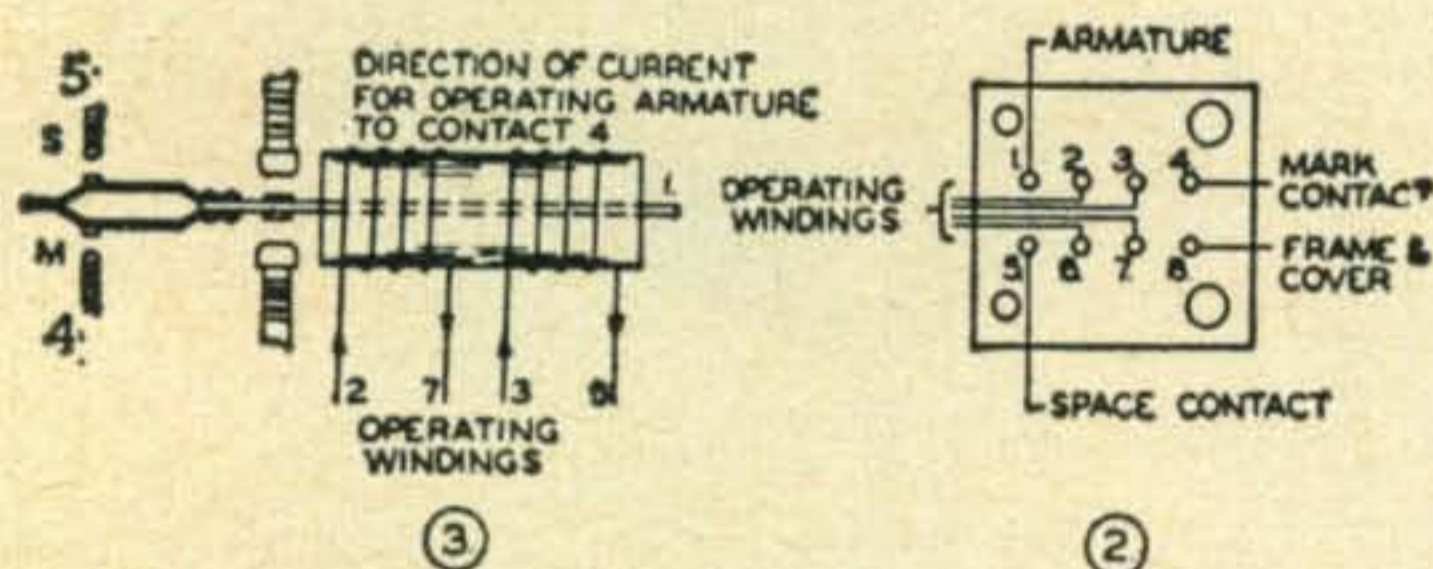 5.
S
M
4.
DIRECTION OF CURRENT
FOR OPERATING ARMATURE
TO CONTACT 4
1.
2 7 3
OPERATING
WINDINGS
3
ARMATURE
1 2 3 4
MARK
CONTACT
OPERATING
WINDINGS
5 6 7 8
FRAME &
COVER
SPACE CONTACT
2